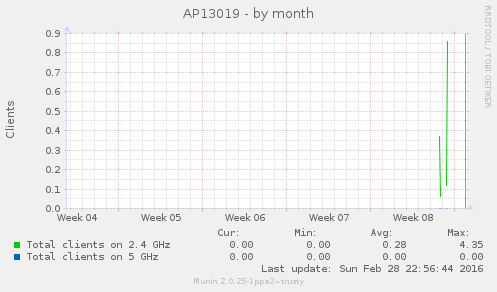 AP13019 - by month
RRDTOOL / TOBI OETIKER
Clients
0.9
0.8
0.7
0.6
0.5
0.4
0.3
0.2
0.1
0.0
Week 04 Week 05 Week 06 Week 07 Week 08
Cur: Min: Avg: Max:
Total clients on 2.4 GHz 0.00 0.00 0.28 4.35
Total clients on 5 GHz 0.00 0.00 0.00 0.00
Last update: Sun Feb 28 22:56:44 2016
Munin 2.0.25-1ppa2~trusty